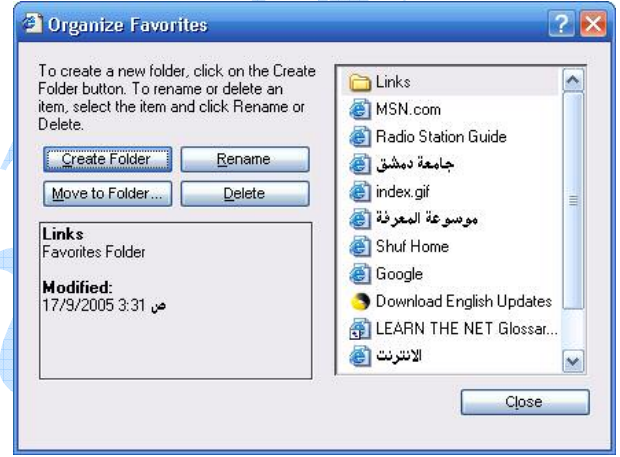 Organize Favorites
To create a new folder, click on the Create
Folder button. To rename or delete an
item, select the item and click Rename or
Delete.
Create Folder
Rename
Move to Folder...
Delete
Links
Favorites Folder
Modified:
17/9/2005 3:31 ص
Links
MSN.com
Radio Station Guide
جامعة دمشق
index.gif
موسوعة المعرفة
Shuf Home
Google
Download English Updates
LEARN THE NET Glossar...
الانترنت
Close